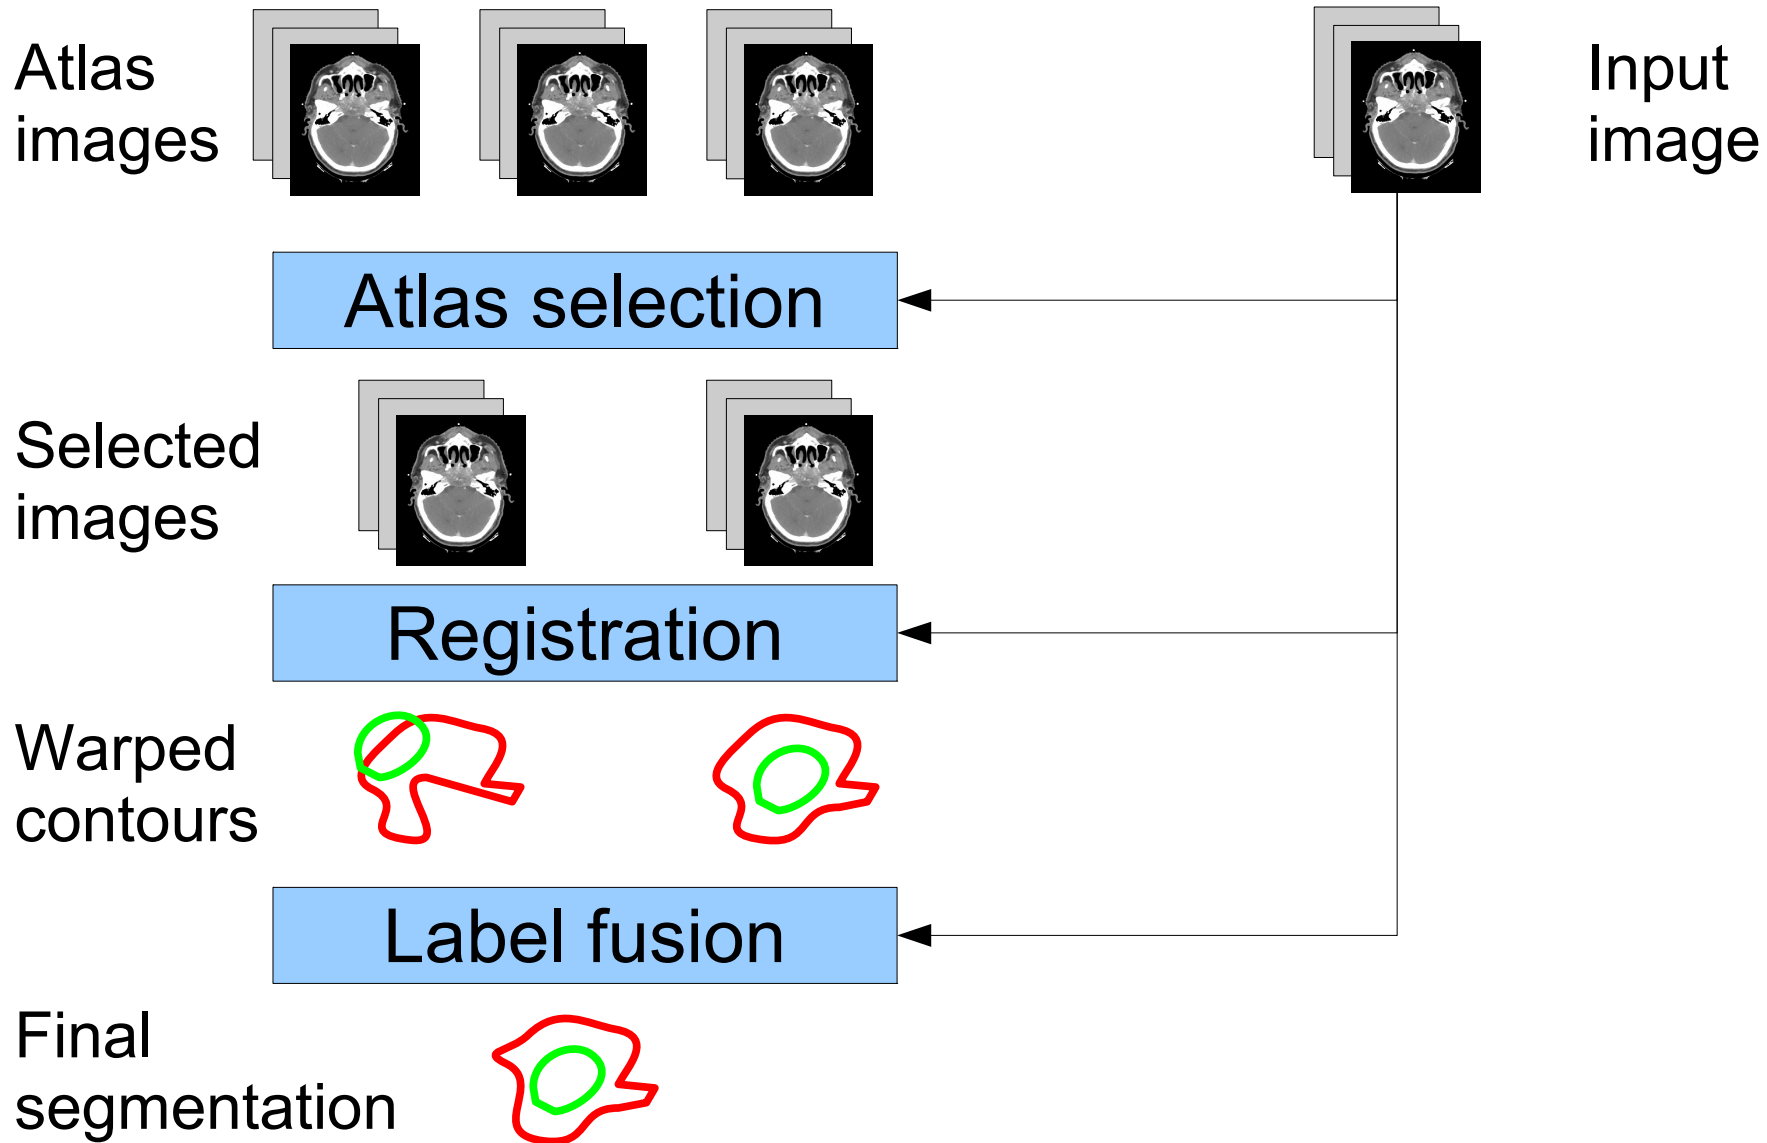 Atlas
images
Input
image
Atlas selection
Selected
images
Registration
Warped
contours
Label fusion
Final
segmentation